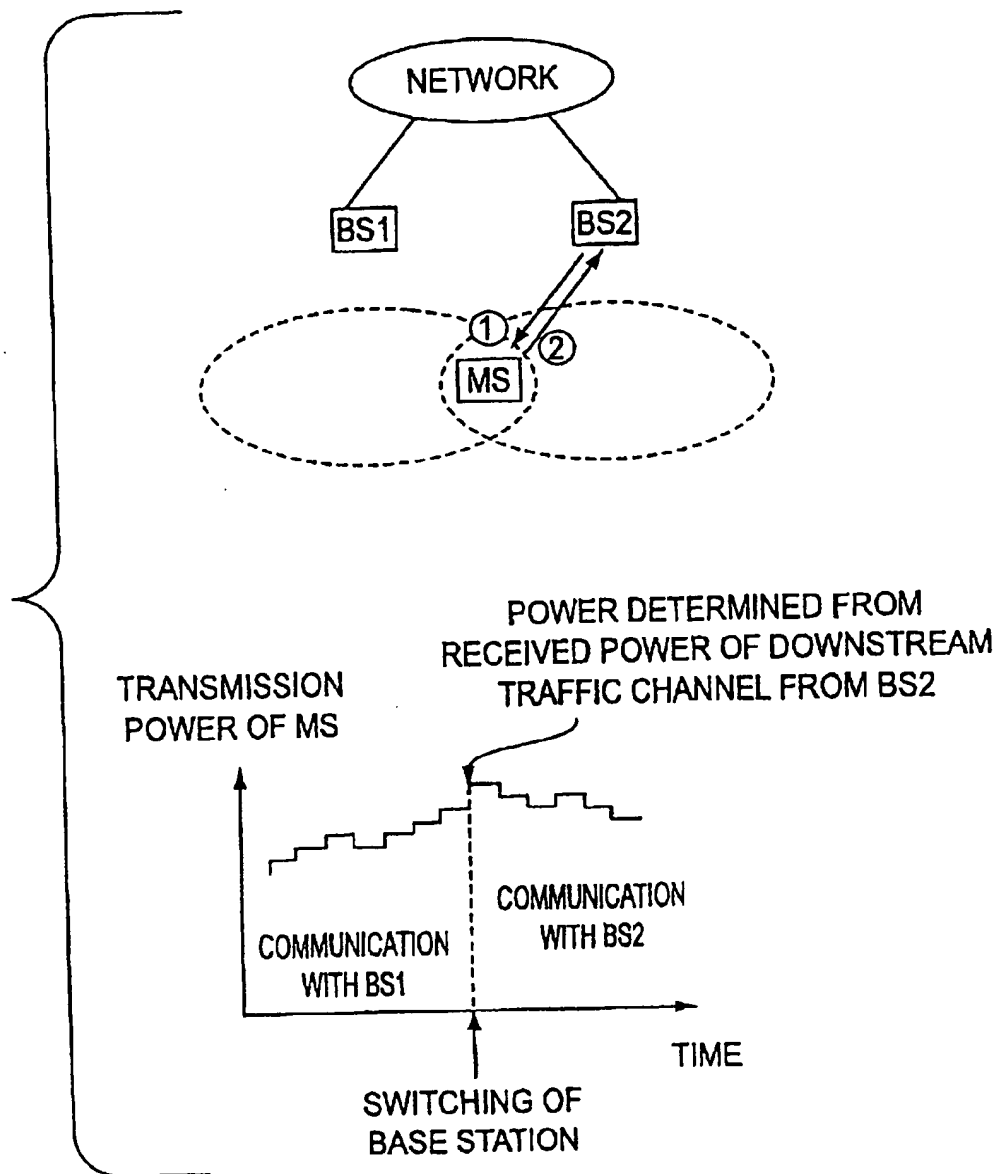 NETWORK
BS1
BS2
①
②
MS
POWER DETERMINED FROM
RECEIVED POWER OF DOWNSTREAM
TRAFFIC CHANNEL FROM BS2
TRANSMISSION
POWER OF MS
COMMUNICATION
WITH BS1
COMMUNICATION
WITH BS2
TIME
SWITCHING OF
BASE STATION